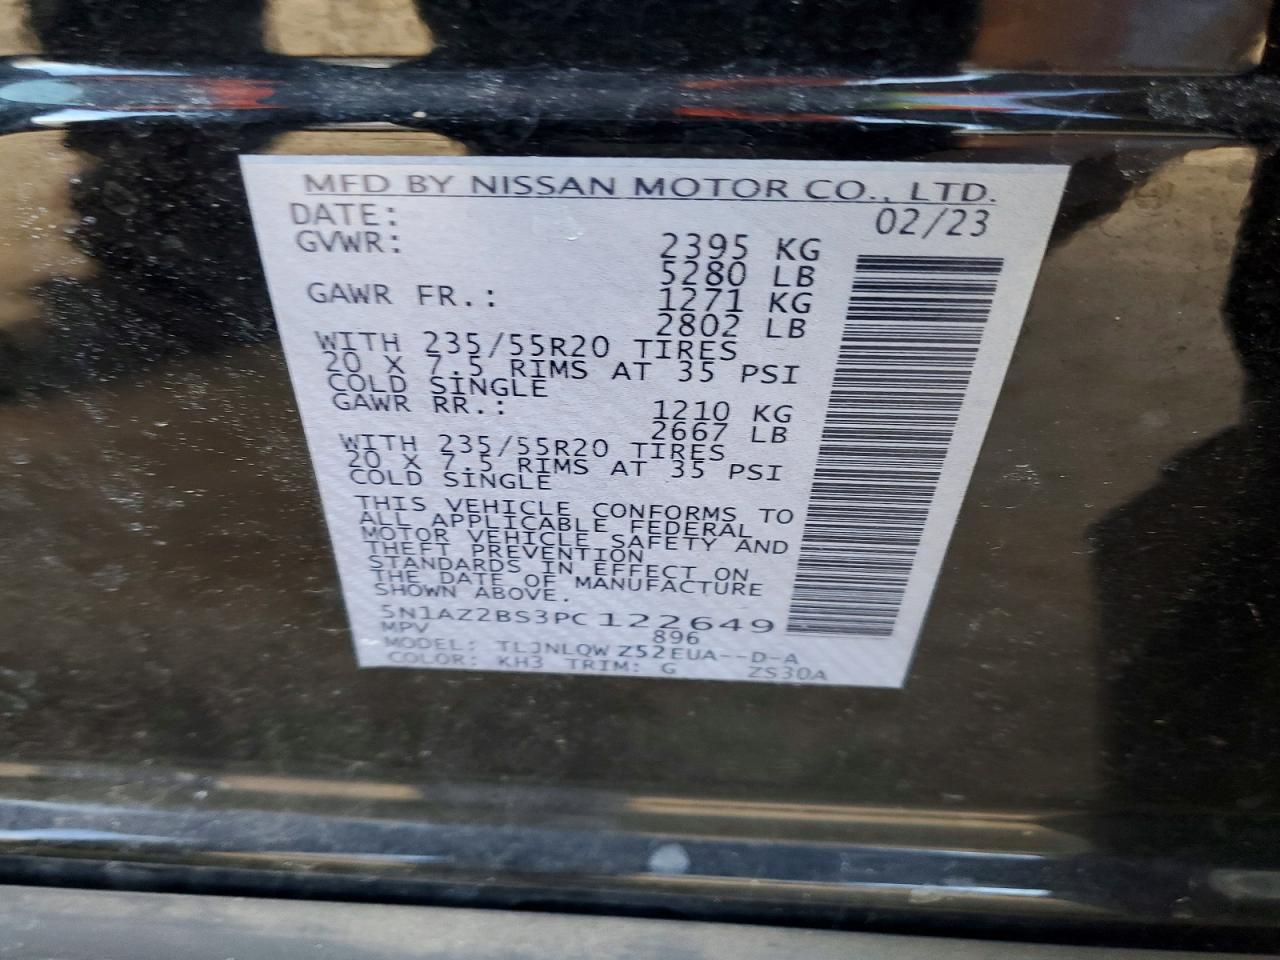 MFD BY NISSAN MOTOR CO., LTD.
DATE: 02/23
GVWR: 2395 KG
5280 LB
GAWR FR.: 1271 KG
2802 LB
WITH 235/55R20 TIRES
20 X 7.5 RIMS AT 35 PSI
COLD SINGLE
GAWR RR.: 1210 KG
2667 LB
WITH 235/55R20 TIRES
20 X 7.5 RIMS AT 35 PSI
COLD SINGLE
THIS VEHICLE CONFORMS TO
ALL APPLICABLE FEDERAL
MOTOR VEHICLE SAFETY AND
THEFT PREVENTION
STANDARDS IN EFFECT ON
THE DATE OF MANUFACTURE
SHOWN ABOVE.
5N1AZ2BS3PC122649
MPV 896
MODEL: TLJNLQW Z52EUA--D-A
COLOR: KH3 TRIM: G ZS30A